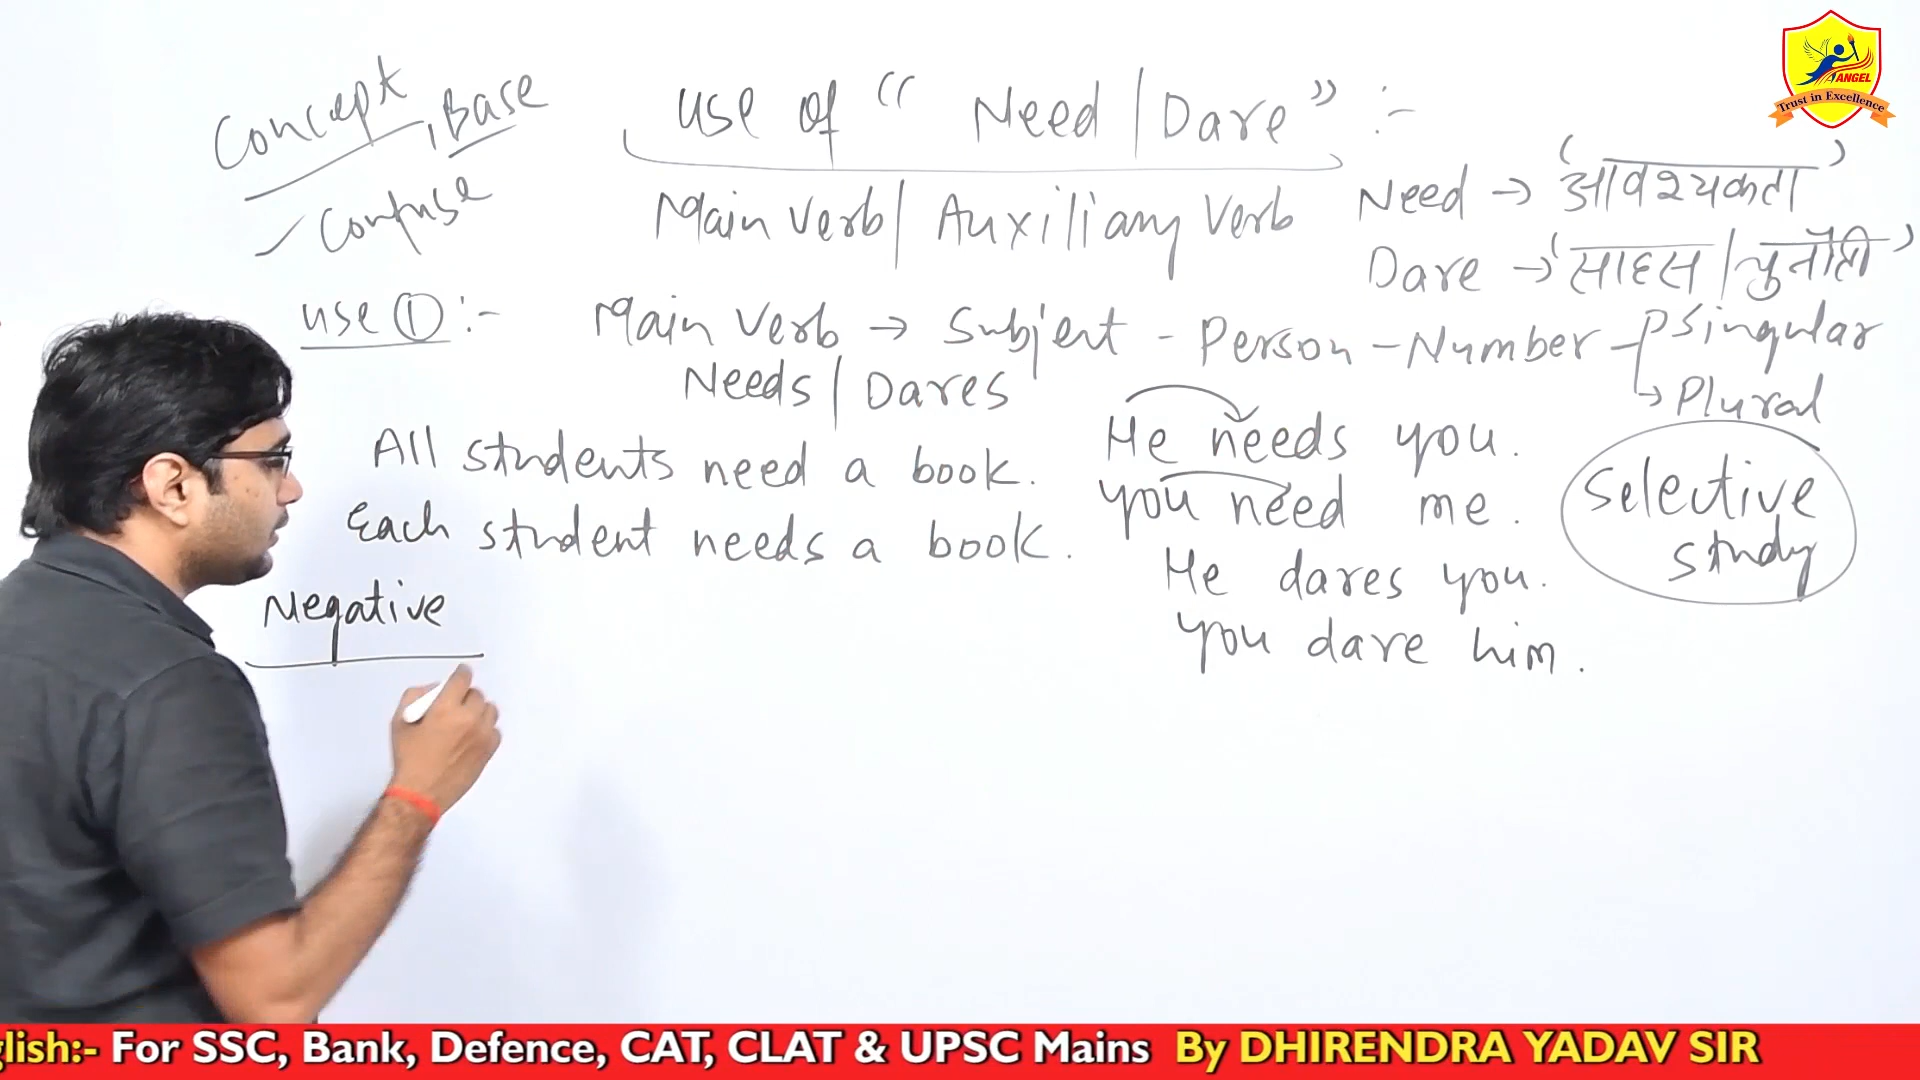 Concept, Base
Confuse
Use of "Need | Dare" :-
Main Verb | Auxiliary Verb
Need → (आवश्यकता)
Dare → (साहस | चुनौती)
ANGEL
Trust in Excellence
Use ① :- Main Verb → Subject - Person - Number → Singular
→ Plural
Needs | Dares
All students need a book.
Each student needs a book.
He needs you.
You need me.
He dares you.
You dare him.
Selective
study
Negative
glish:- For SSC, Bank, Defence, CAT, CLAT & UPSC Mains By DHIRENDRA YADAV SIR